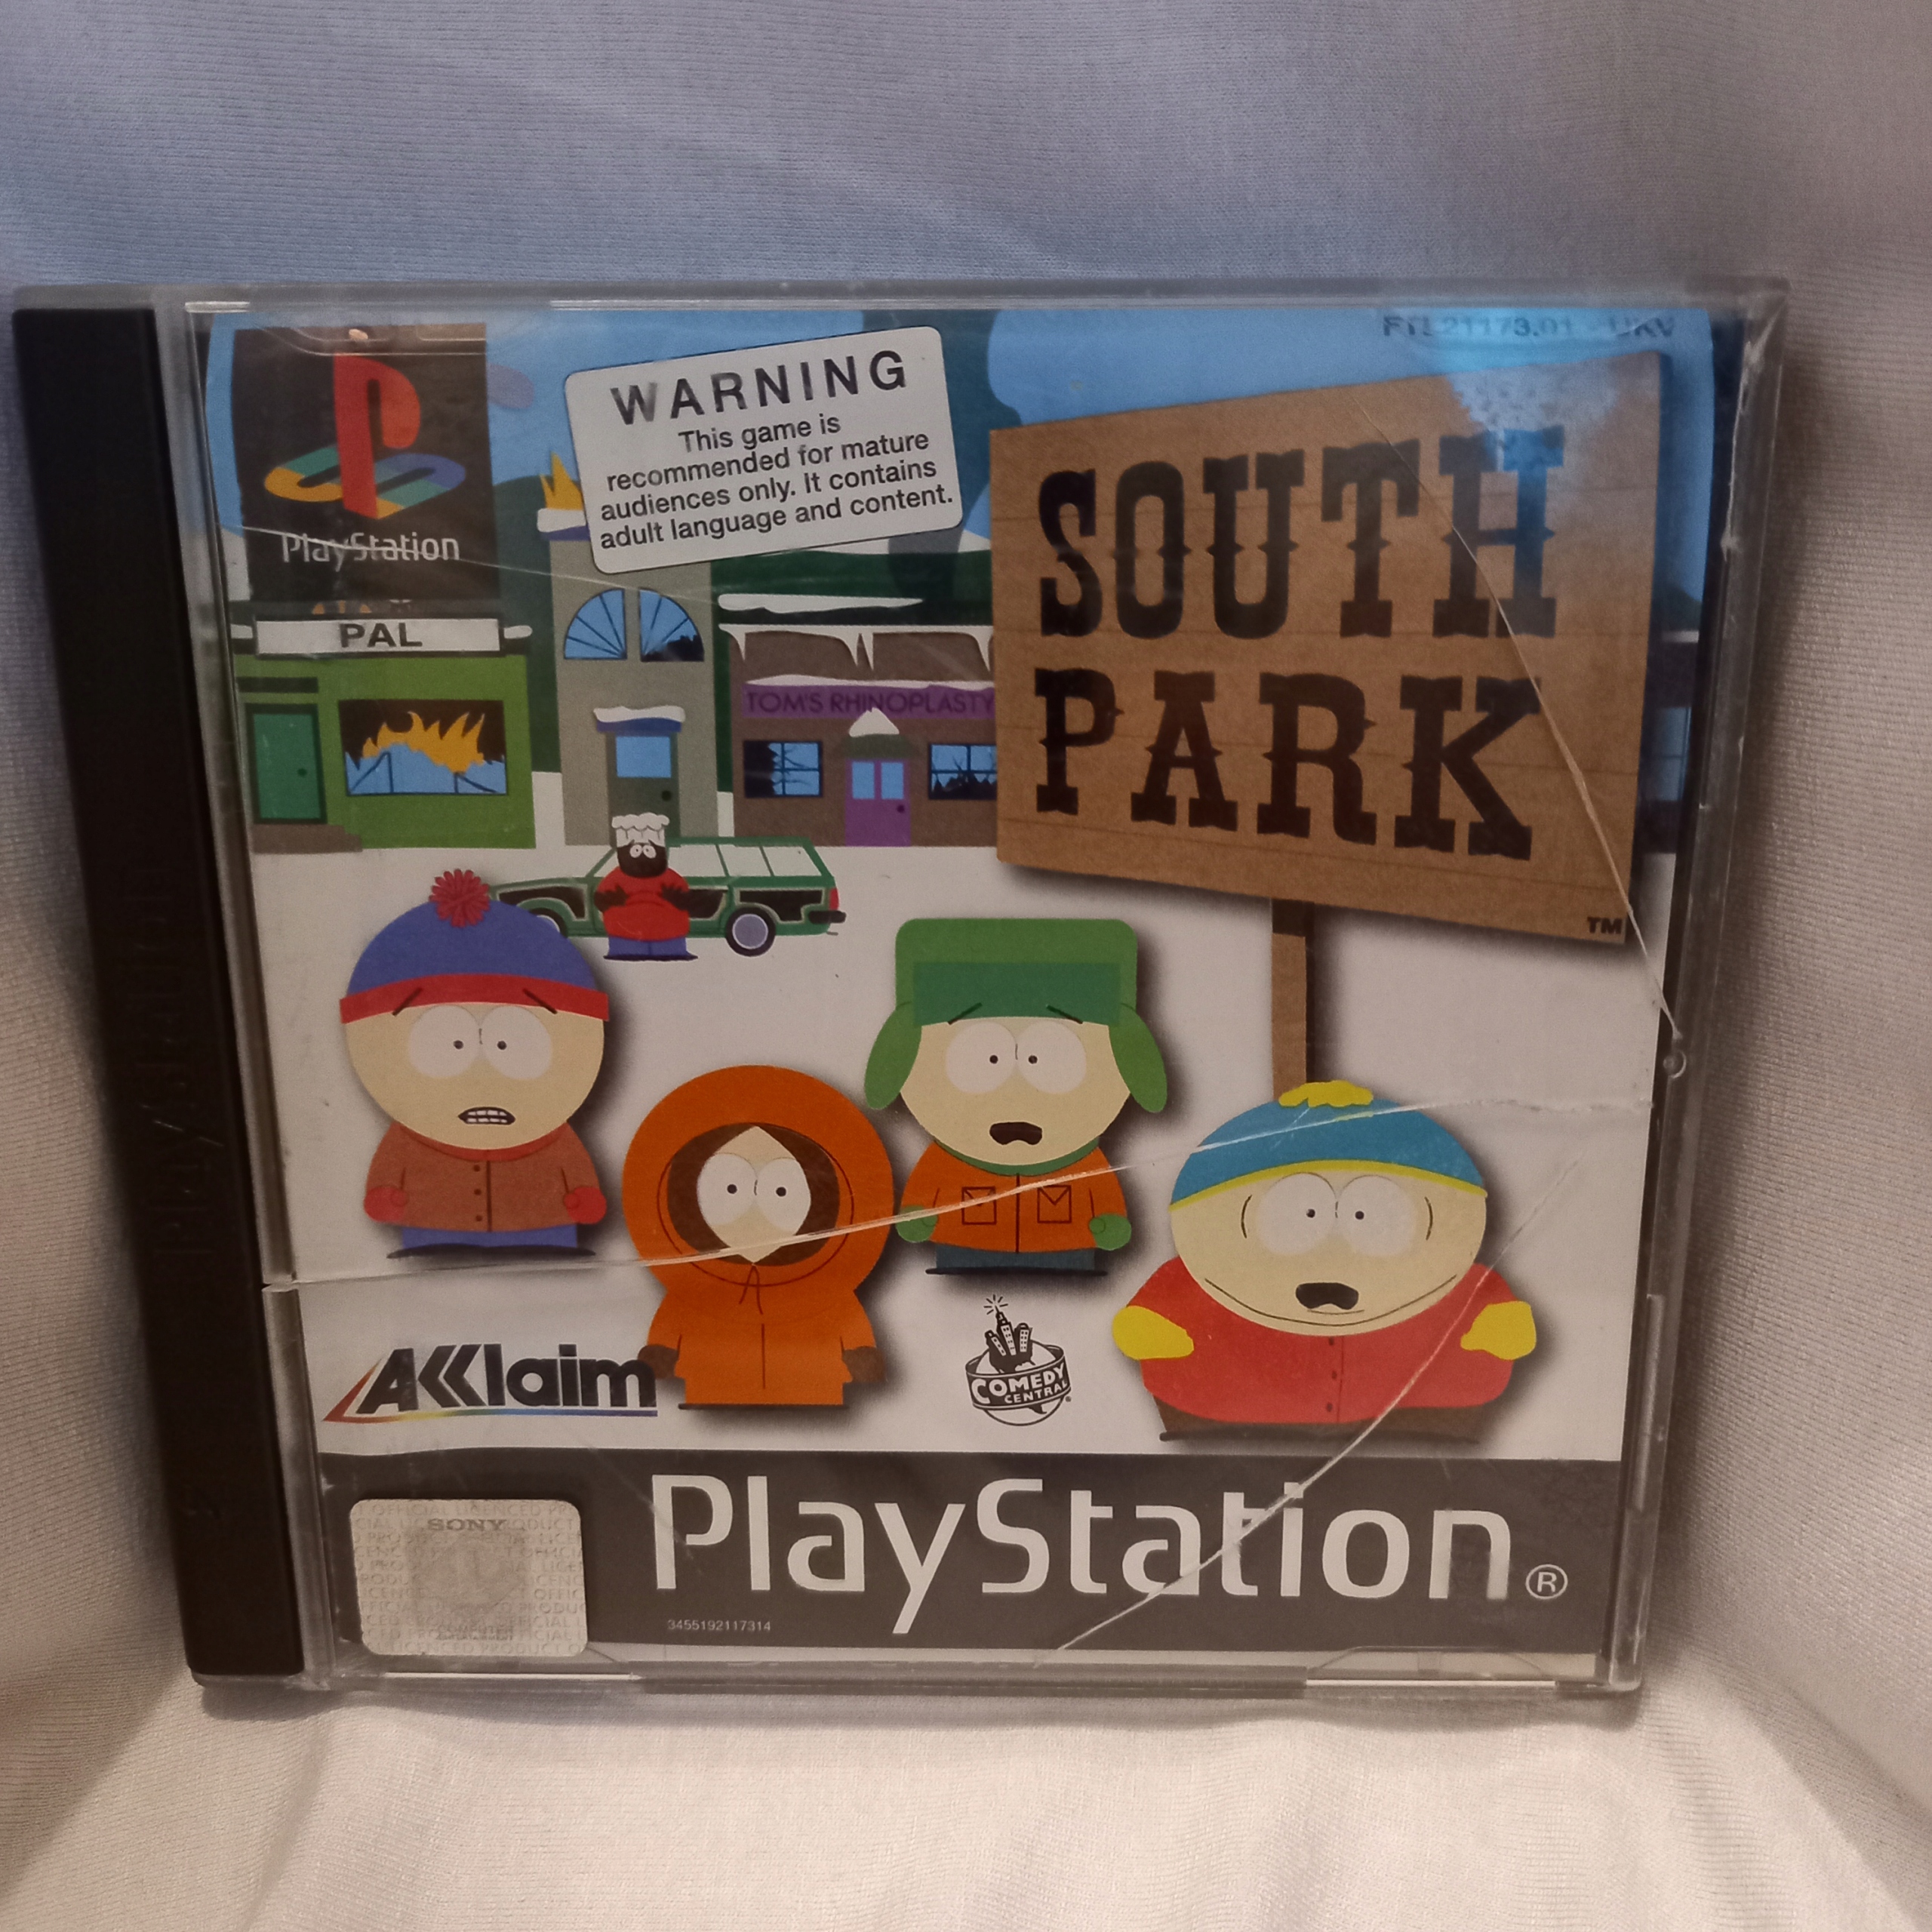 PlayStation
PAL
WARNING
This game is
recommended for mature
audiences only. It contains
adult language and content.
SOUTH
PARK
TM
TOM'S RHINOPLASTY
AKKlaim
COMEDY
CENTRAL
SONY
PlayStation®
3455192117314